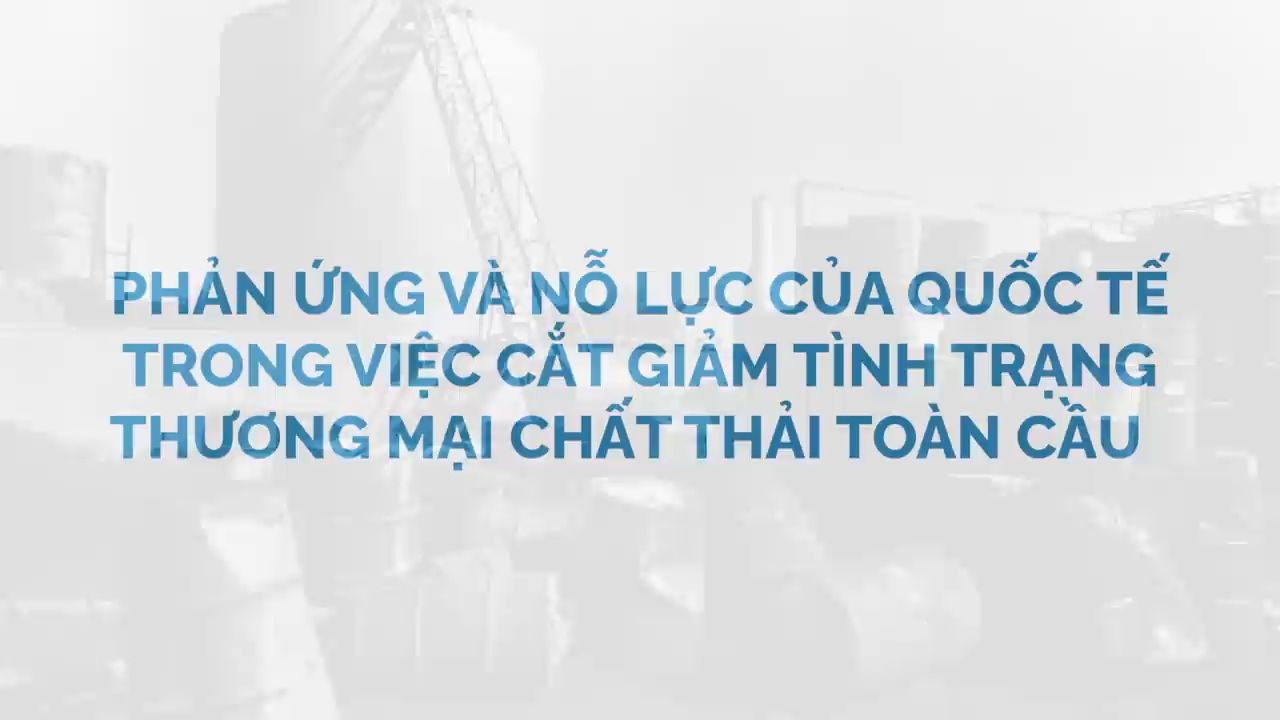 PHẢN ỨNG VÀ NỖ LỰC CỦA QUỐC TẾ
TRONG VIỆC CẮT GIẢM TÌNH TRẠNG
THƯƠNG MẠI CHẤT THẢI TOÀN CẦU